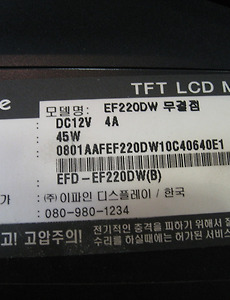 TFT LCD M
e
모델명: EF220DW 무결점
: DC12V 4A
: 45W
: 0801AAFEF220DW10C40640E1
: EFD-EF220DW(B)
가 : (주)이파인 디스플레이 / 한국
: 080-980-1234
고! 고압주의! 전기적인 충격을 피하기 위해서 절
수리를 하실때에는 허가된 서비스